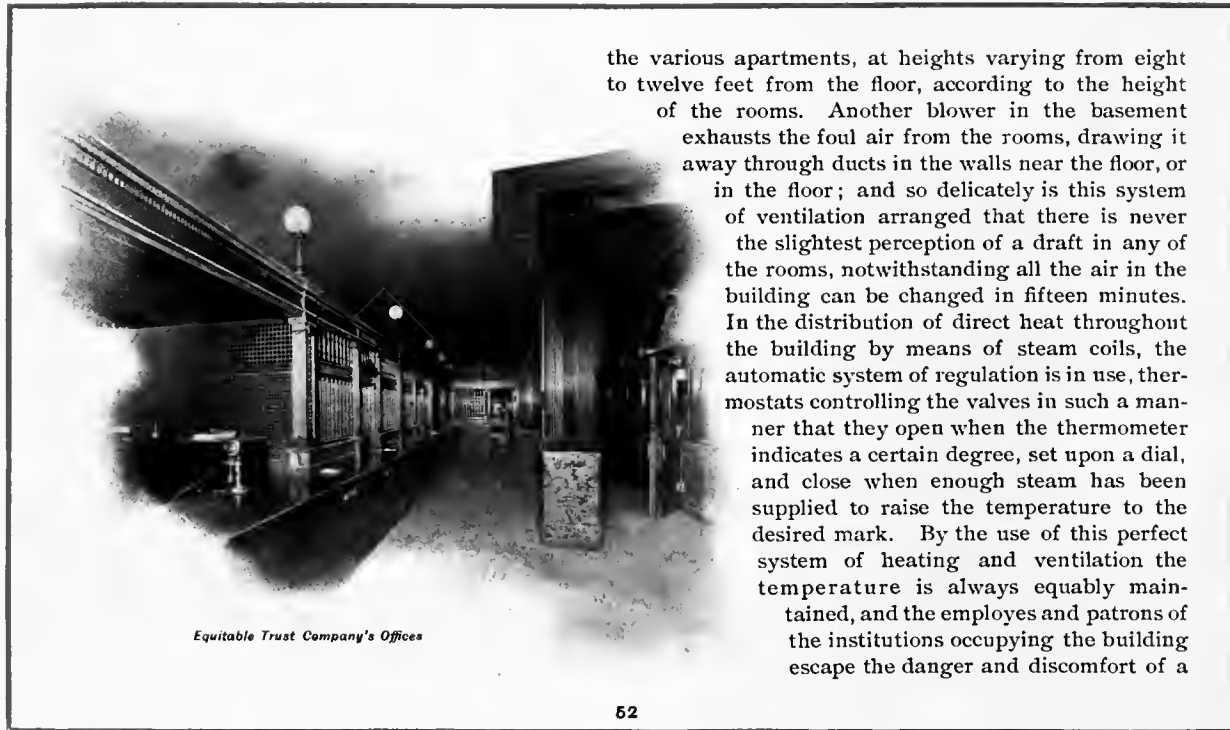 the various apartments, at heights varying from eight
to twelve feet from the floor, according to the height
of the rooms. Another blower in the basement
exhausts the foul air from the rooms, drawing it
away through ducts in the walls near the floor, or
in the floor; and so delicately is this system
of ventilation arranged that there is never
the slightest perception of a draft in any of
the rooms, notwithstanding all the air in the
building can be changed in fifteen minutes.
In the distribution of direct heat throughout
the building by means of steam coils, the
automatic system of regulation is in use, ther-
mostats controlling the valves in such a man-
ner that they open when the thermometer
indicates a certain degree, set upon a dial,
and close when enough steam has been
supplied to raise the temperature to the
desired mark. By the use of this perfect
system of heating and ventilation the
temperature is always equably main-
tained, and the employes and patrons of
the institutions occupying the building
escape the danger and discomfort of a
Equitable Trust Company's Offices
52